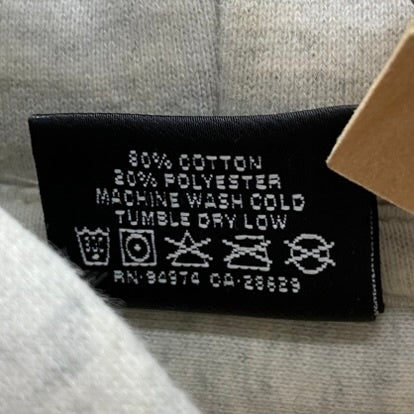 80% COTTON
20% POLYESTER
MACHINE WASH COLD
TUMBLE DRY LOW
RN-94974 CA-28629